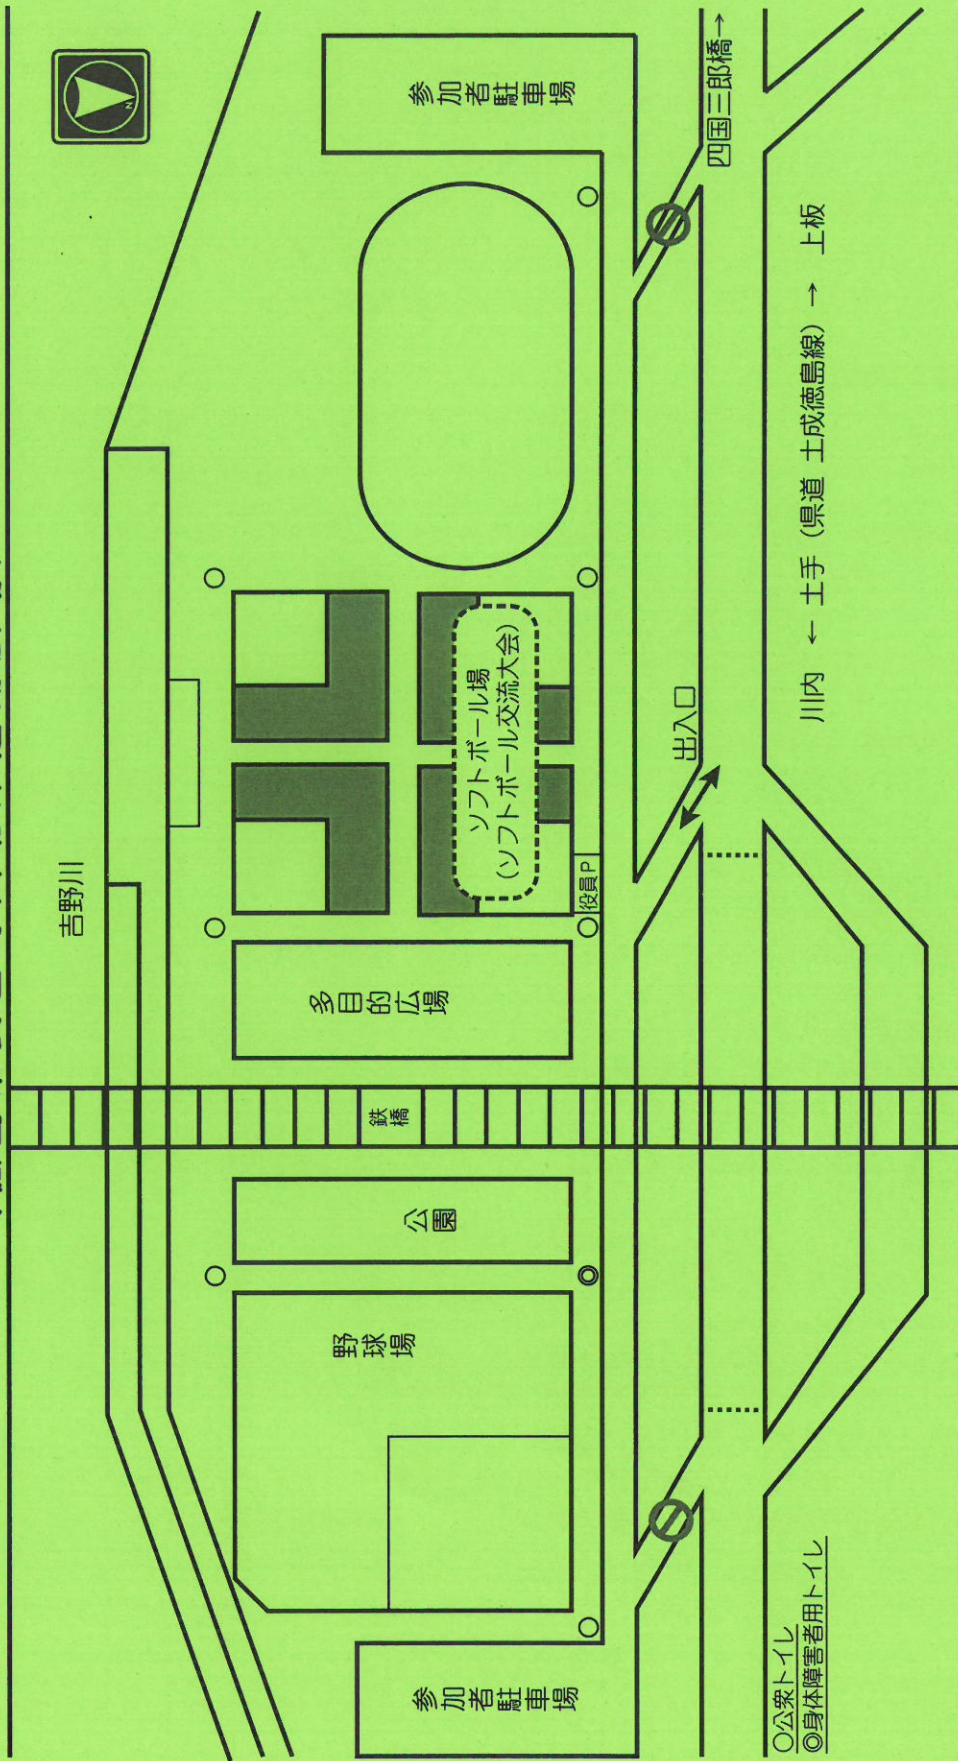 吉野川
参加者駐車場
野球場
公園
鉄橋
多目的広場
ソフトボール場
(ソフトボール交流大会)
役員P
参加者駐車場
N
出入口
四国三郎橋→
川内 ← 土手 (県道 土成徳島線) → 上板
○公衆トイレ
◎身体障害者用トイレ